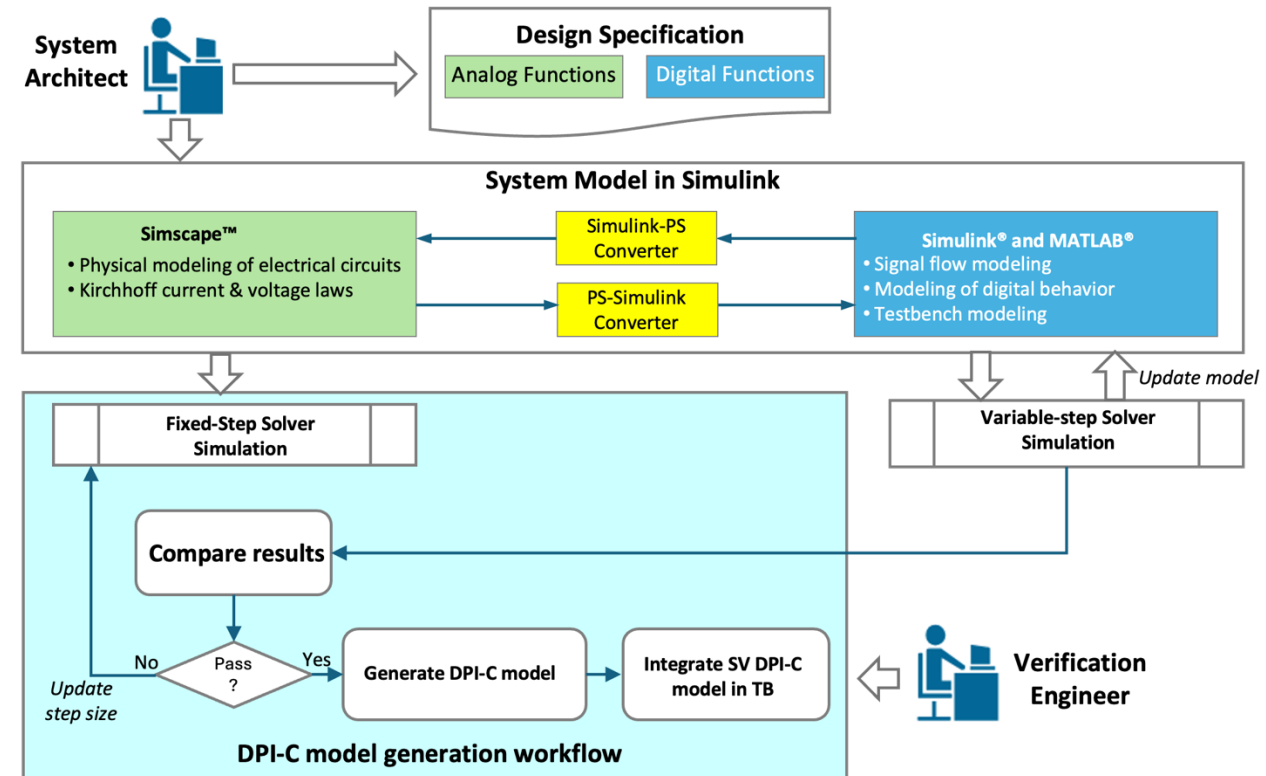 System
Architect
Design Specification
Analog Functions
Digital Functions
System Model in Simulink
Simscape™
• Physical modeling of electrical circuits
• Kirchhoff current & voltage laws
Simulink-PS
Converter
PS-Simulink
Converter
Simulink® and MATLAB®
• Signal flow modeling
• Modeling of digital behavior
• Testbench modeling
Update model
Fixed-Step Solver
Simulation
Variable-step Solver
Simulation
Compare results
No
Pass
?
Yes
Update
step size
Generate DPI-C model
Integrate SV DPI-C
model in TB
Verification
Engineer
DPI-C model generation workflow